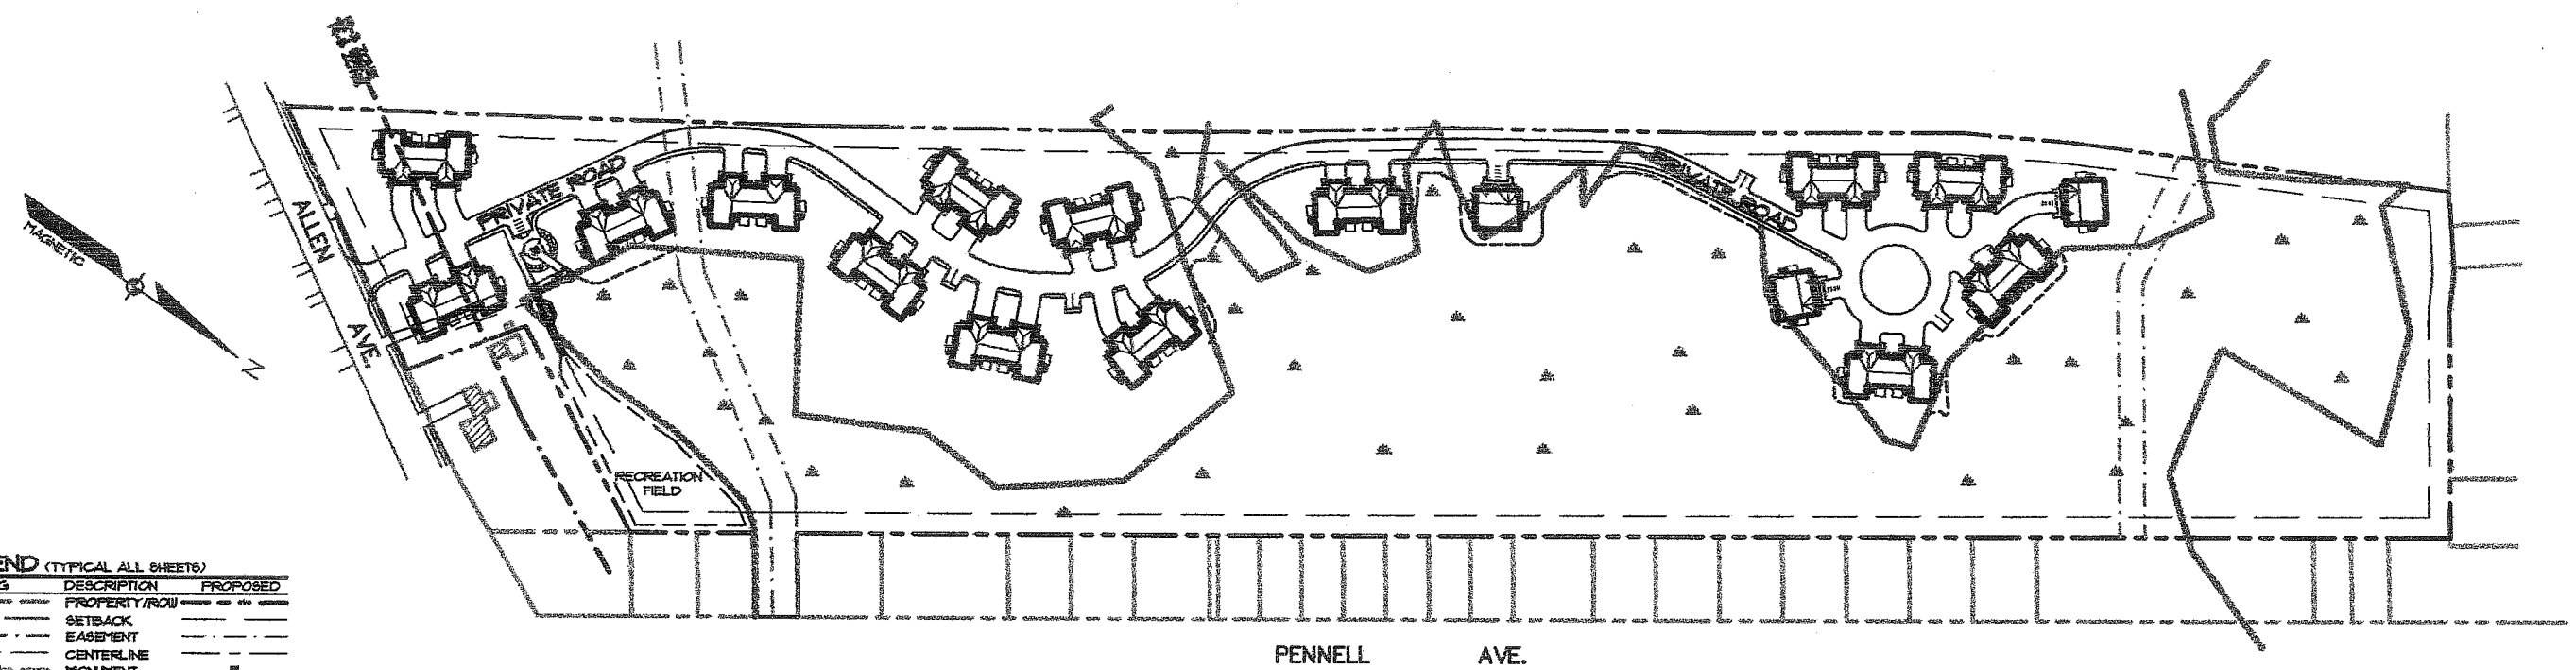 MAGNETIC
N
ALLEN
AVE.
PRIVATE ROAD
PRIVATE ROAD
RECREATION
FIELD
PENNELL AVE.
END (TYPICAL ALL SHEETS)
G DESCRIPTION PROPOSED
PROPERTY/ROW
SETBACK
EASEMENT
CENTERLINE
MONUMENT